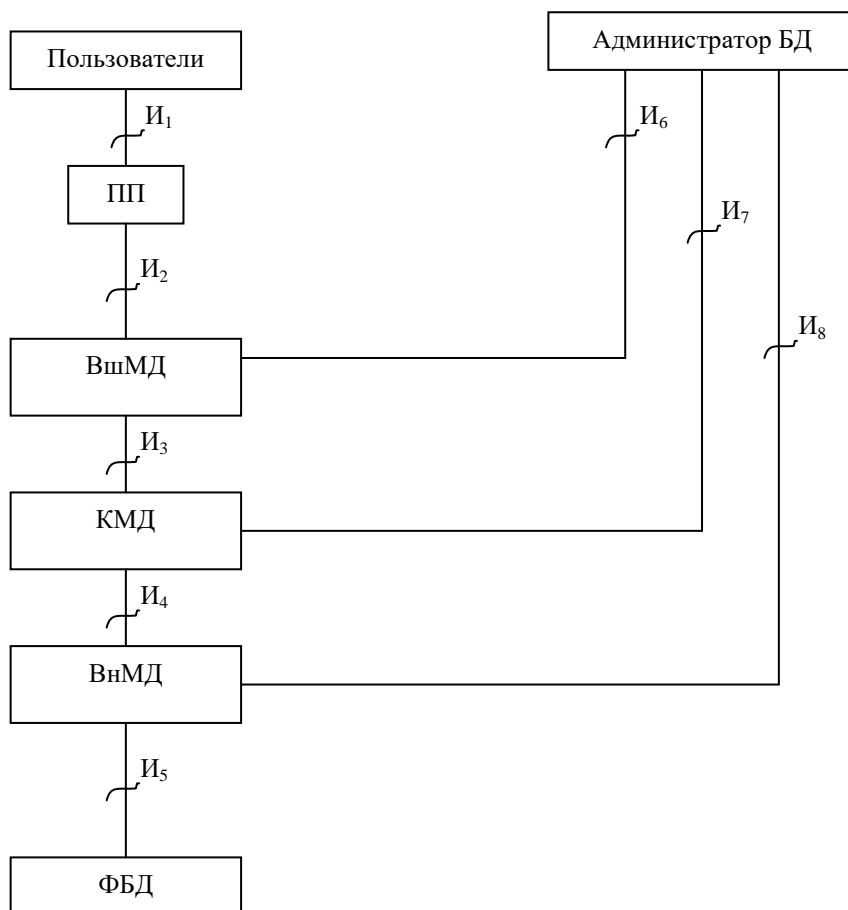 Администратор БД
Пользователи
И₁
И₆
ПП
И₇
И₂
И₈
ВшМД
И₃
КМД
И₄
ВнМД
И₅
ФБД